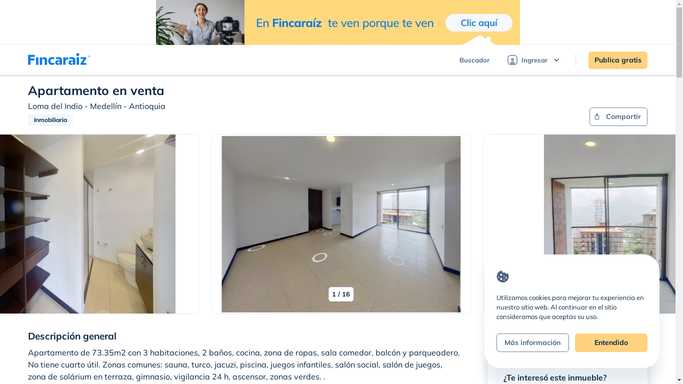 En Fincaraíz te ven porque te ven
Clic aquí
Fincaraiz
Buscador
Ingresar
Publica gratis
Apartamento en venta
Loma del Indio - Medellín - Antioquia
Inmobiliaria
Compartir
1 / 16
Utilizamos cookies para mejorar tu experiencia en
nuestro sitio web. Al continuar en el sitio
consideramos que aceptas su uso.
Más información
Entendido
Descripción general
Apartamento de 73.35m2 con 3 habitaciones, 2 baños, cocina, zona de ropas, sala comedor, balcón y parqueadero.
No tiene cuarto útil. Zonas comunes: sauna, turco, jacuzi, piscina, juegos infantiles, salón social, salón de juegos,
zona de solárium en terraza, gimnasio, vigilancia 24 h, ascensor, zonas verdes. .
¿Te interesó este inmueble?